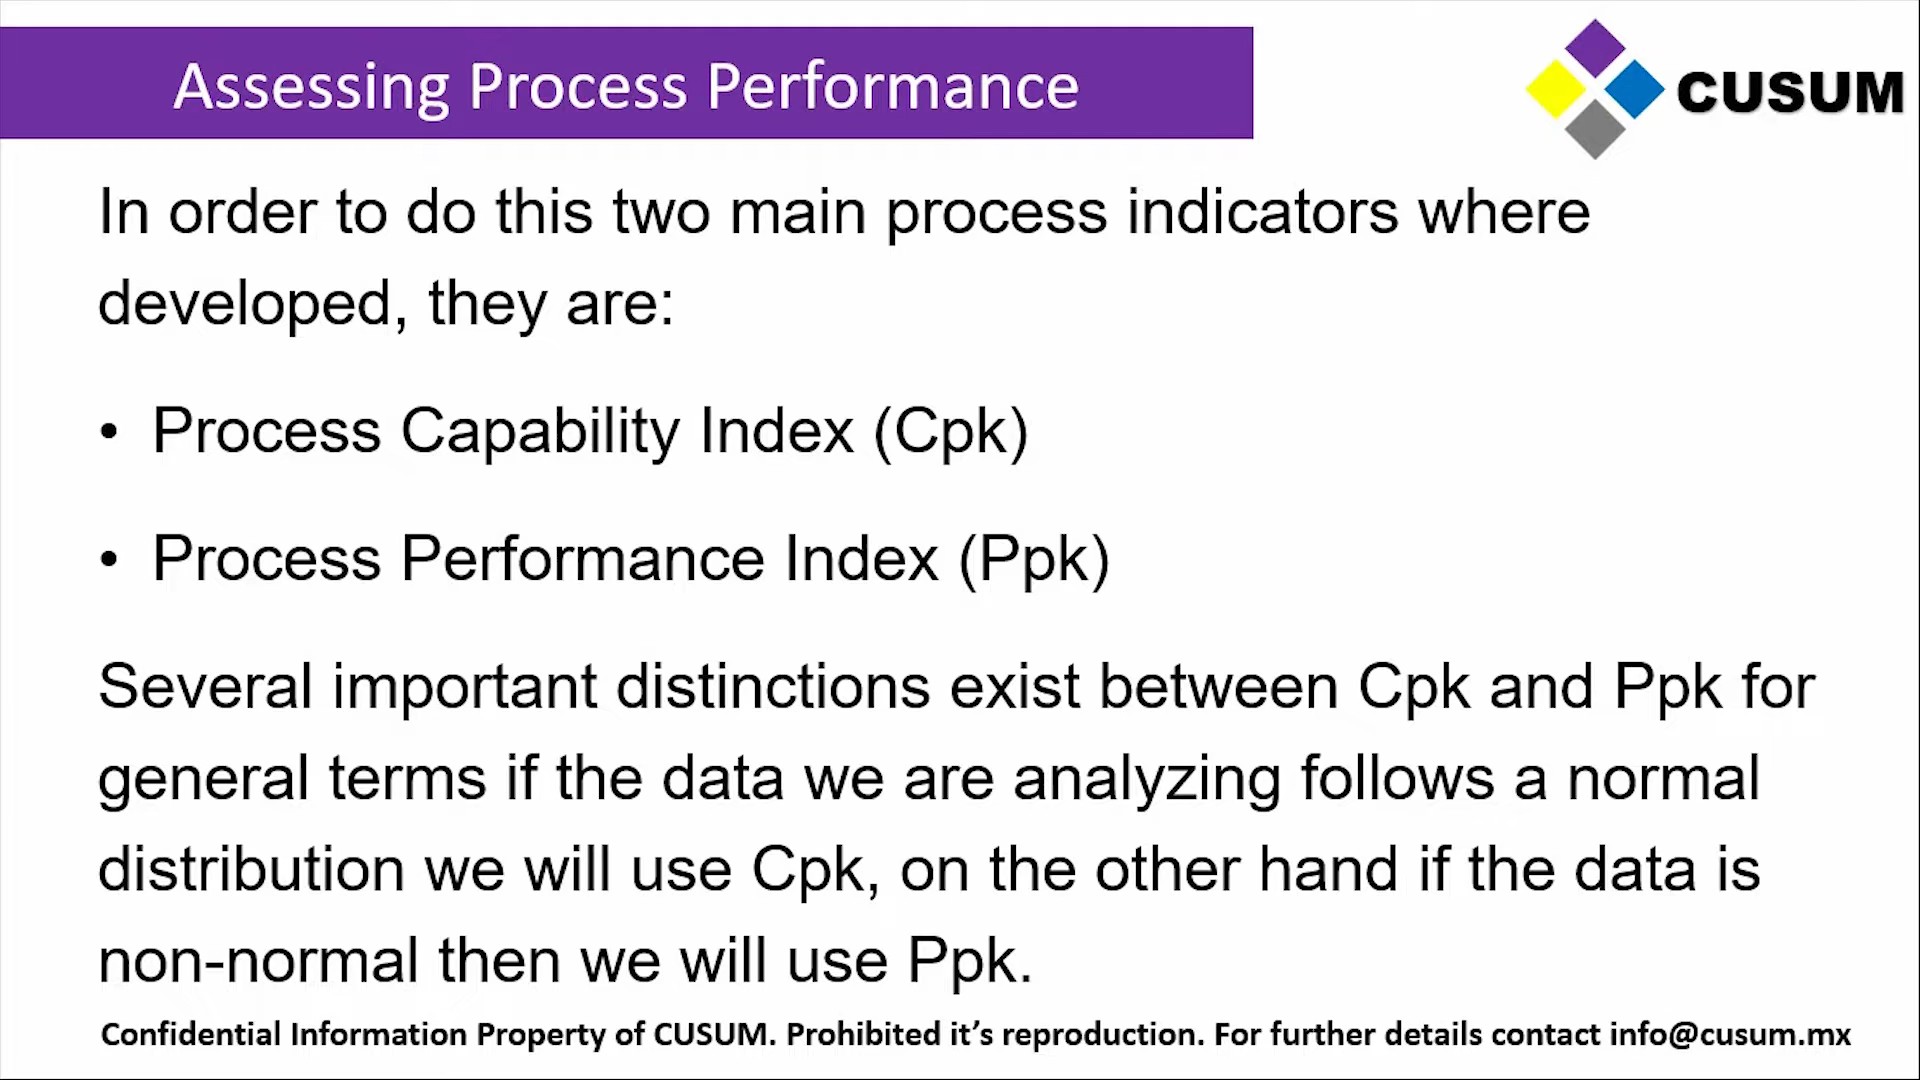 Assessing Process Performance
CUSUM
In order to do this two main process indicators where
developed, they are:
• Process Capability Index (Cpk)
• Process Performance Index (Ppk)
Several important distinctions exist between Cpk and Ppk for
general terms if the data we are analyzing follows a normal
distribution we will use Cpk, on the other hand if the data is
non-normal then we will use Ppk.
Confidential Information Property of CUSUM. Prohibited it’s reproduction. For further details contact info@cusum.mx